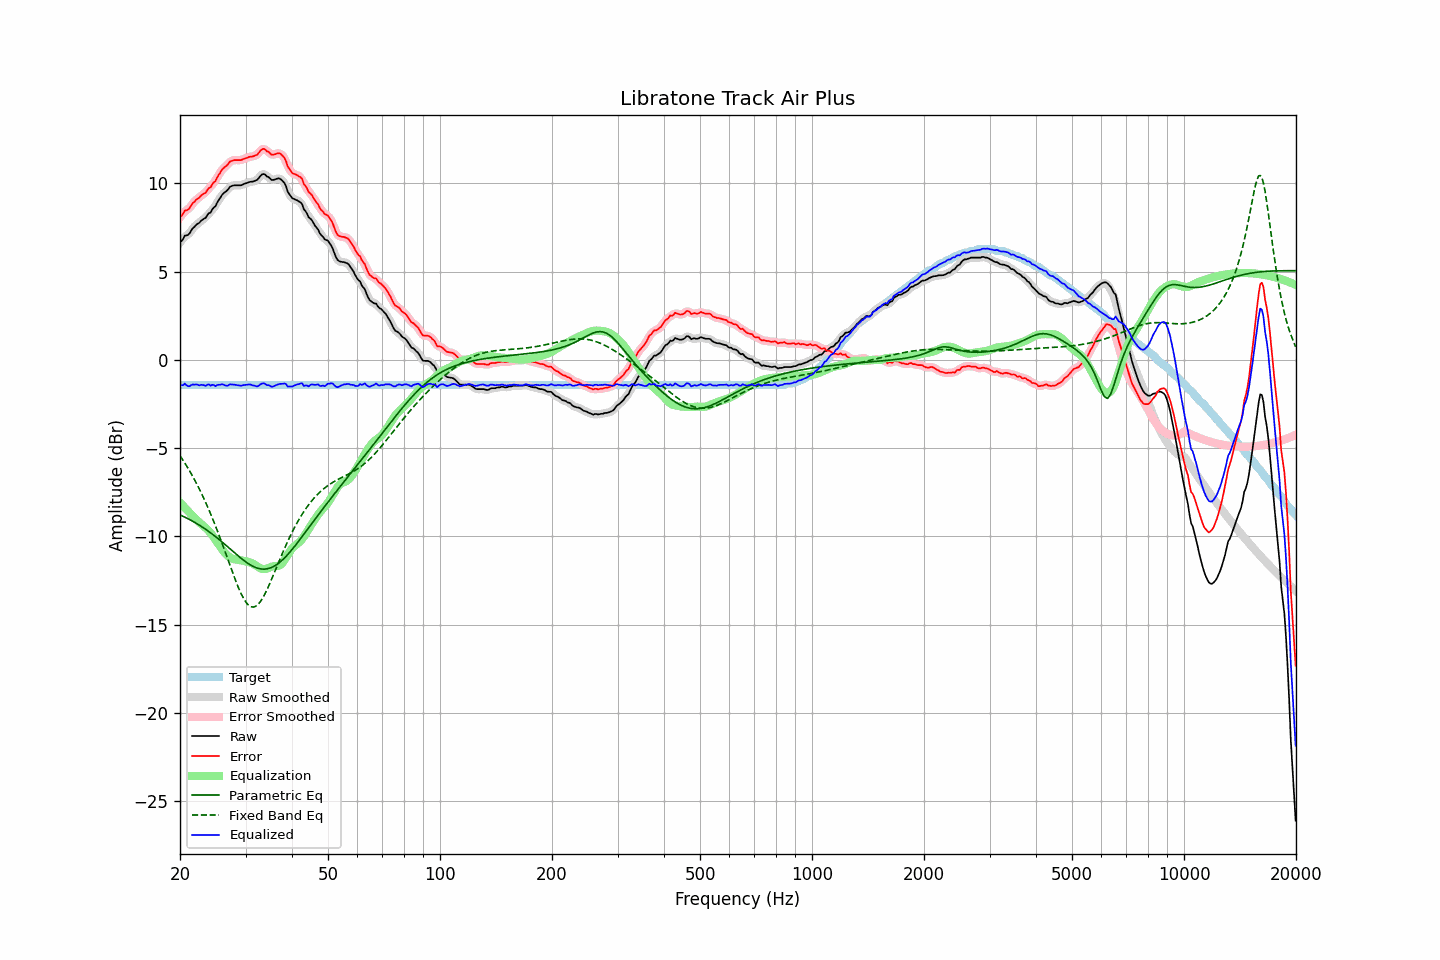 Libratone Track Air Plus
Amplitude (dBr)
10
5
0
−5
−10
−15
−20
−25
Target
Raw Smoothed
Error Smoothed
Raw
Error
Equalization
Parametric Eq
Fixed Band Eq
Equalized
20 50 100 200 500 1000 2000 5000 10000 20000
Frequency (Hz)